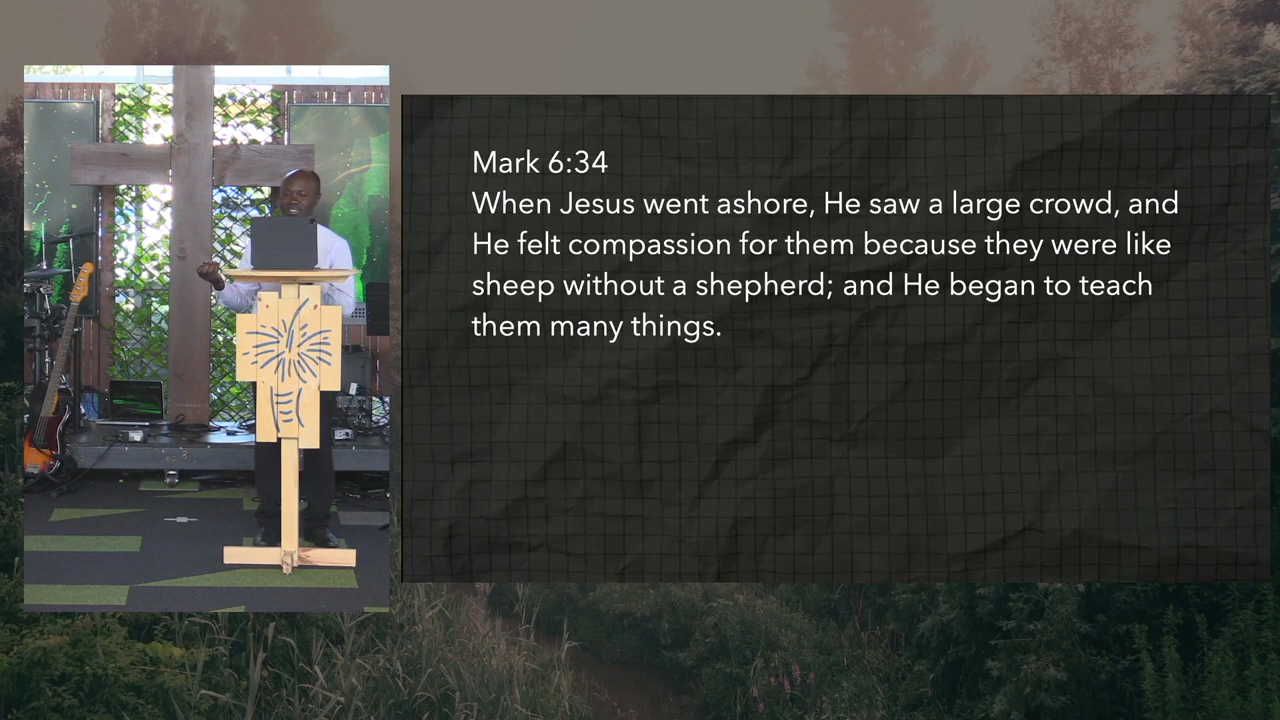 Mark 6:34
When Jesus went ashore, He saw a large crowd, and
He felt compassion for them because they were like
sheep without a shepherd; and He began to teach
them many things.